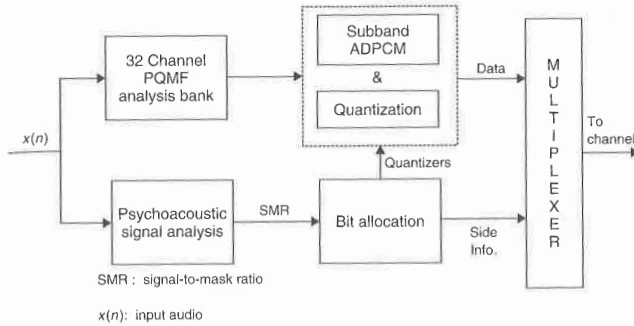 32 Channel
PQMF
analysis bank
Subband
ADPCM
&
Quantization
Data
MULTIPLEXER
To
channel
x(n)
Quantizers
Psychoacoustic
signal analysis
SMR
Bit allocation
Side
Info.
SMR : signal-to-mask ratio
x(n): input audio